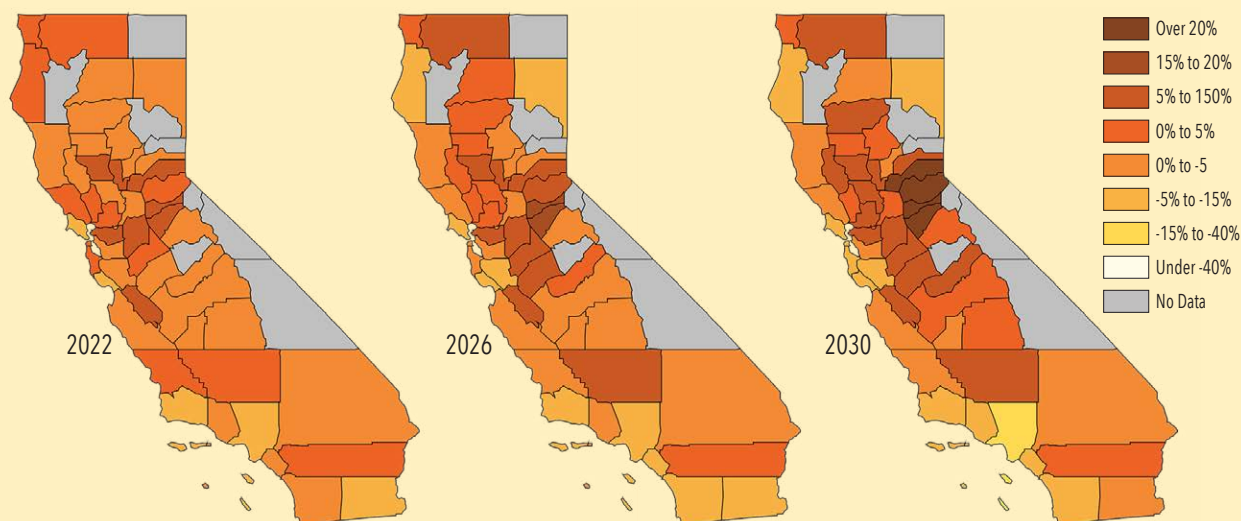 2022
2026
2030
Over 20%
15% to 20%
5% to 150%
0% to 5%
0% to -5
-5% to -15%
-15% to -40%
Under -40%
No Data